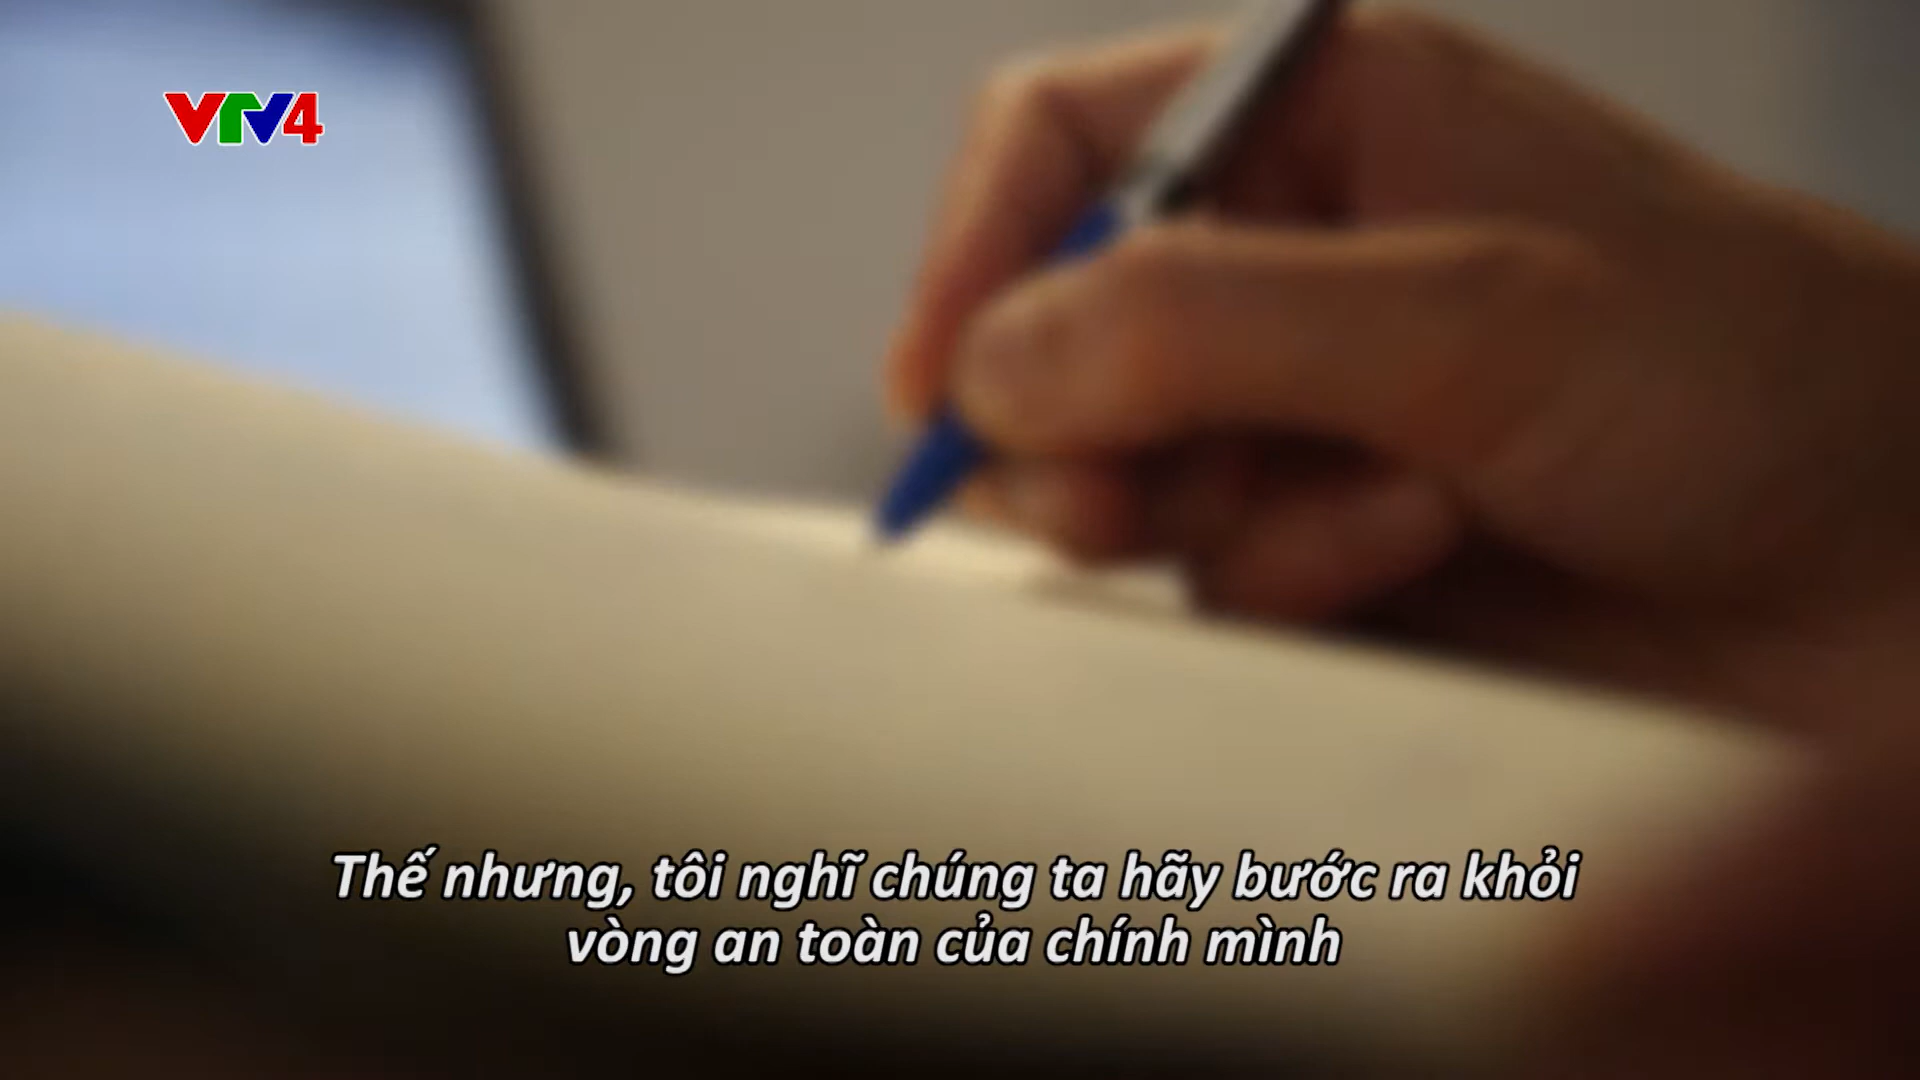 VTV4
Thế nhưng, tôi nghĩ chúng ta hãy bước ra khỏi
vòng an toàn của chính mình